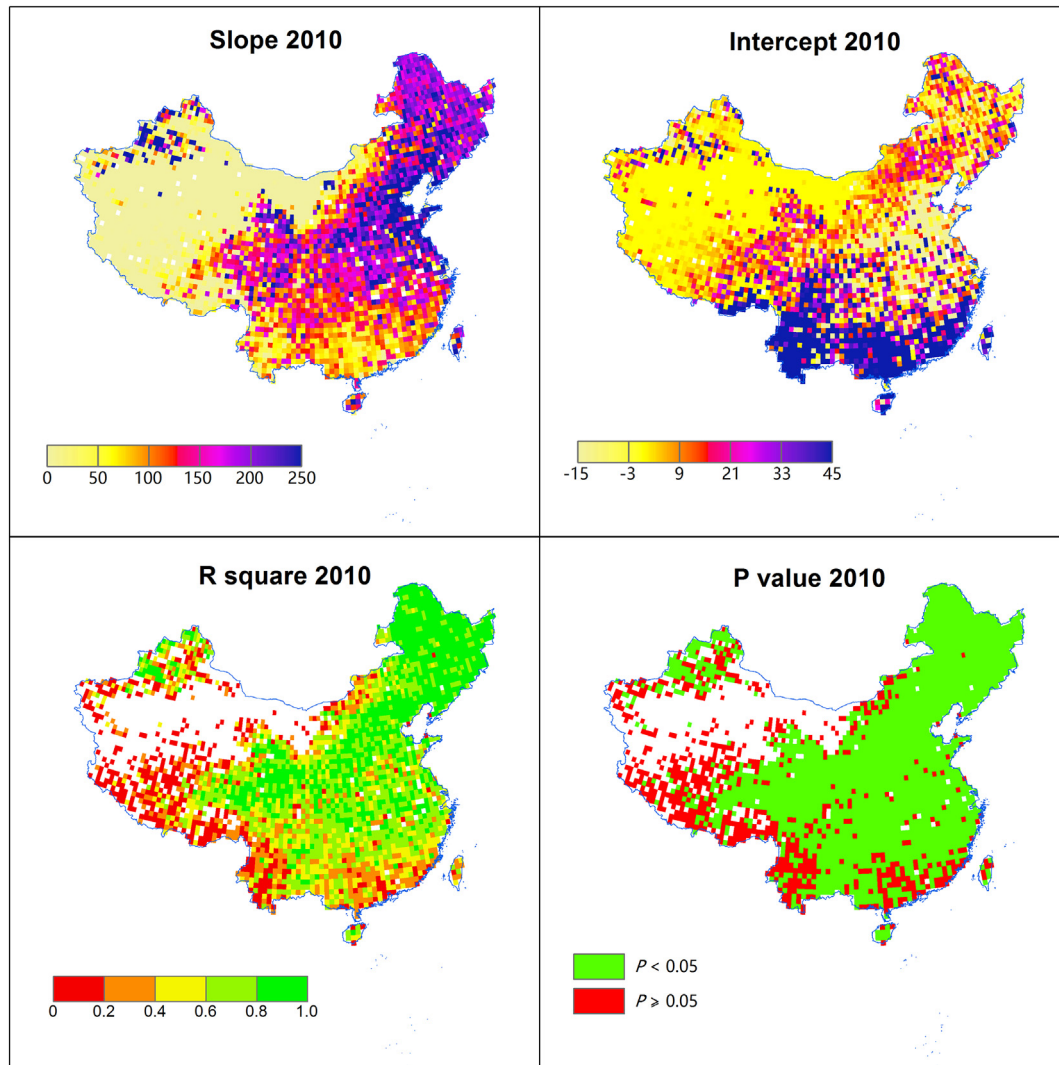 Slope 2010
0 50 100 150 200 250
Intercept 2010
-15 -3 9 21 33 45
R square 2010
0 0.2 0.4 0.6 0.8 1.0
P value 2010
P < 0.05
P ⩾ 0.05